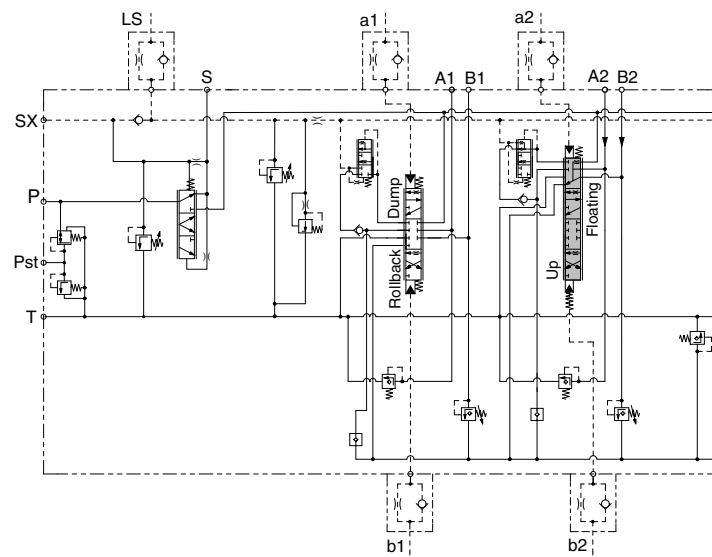 LS
a1
a2
S
A1 B1
A2 B2
SX
P
Pst
T
Dump
Rollback
Floating
Up
b1
b2